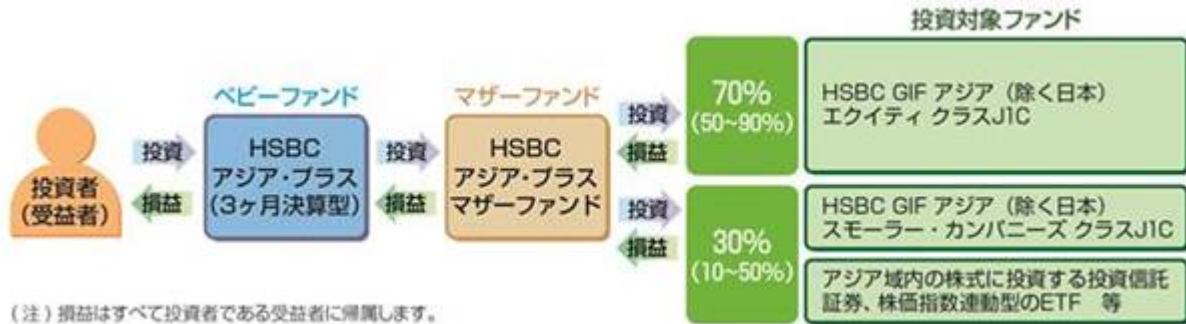 投資対象ファンド
ベビーファンド
マザーファンド
投資者
(受益者)
投資
損益
HSBC
アジア・プラス
(3ヶ月決算型)
投資
損益
HSBC
アジア・プラス
マザーファンド
投資
損益
70%
(50~90%)
HSBC GIF アジア（除く日本）
エクイティ クラスJ1C
投資
損益
30%
(10~50%)
HSBC GIF アジア（除く日本）
スモーラー・カンパニーズ クラスJ1C
アジア域内の株式に投資する投資信託
証券、株価指数連動型のETF 等
(注)損益はすべて投資者である受益者に帰属します。